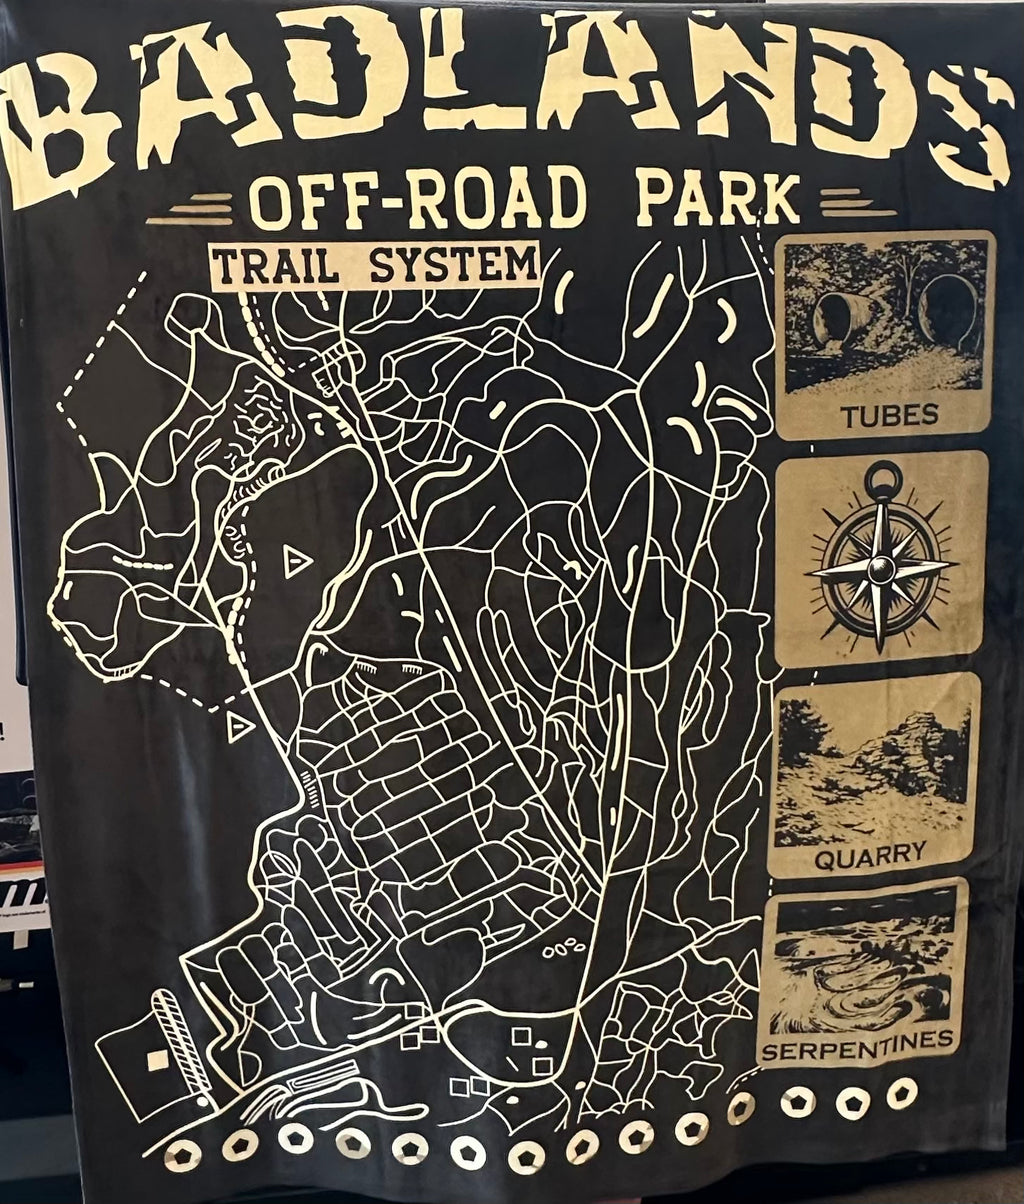 BADLANDS
OFF-ROAD PARK
TRAIL SYSTEM
TUBES
QUARRY
SERPENTINES